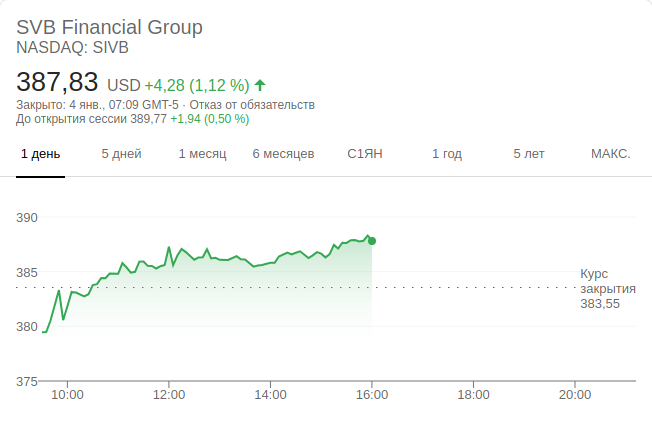 SVB Financial Group
NASDAQ: SIVB
387,83 USD +4,28 (1,12 %)
Закрыто: 4 янв., 07:09 GMT-5 · Отказ от обязательств
До открытия сессии 389,77 +1,94 (0,50 %)
1 день 5 дней 1 месяц 6 месяцев С1ЯН 1 год 5 лет МАКС.
390
385
Курс
закрытия
383,55
380
375
10:00 12:00 14:00 16:00 18:00 20:00